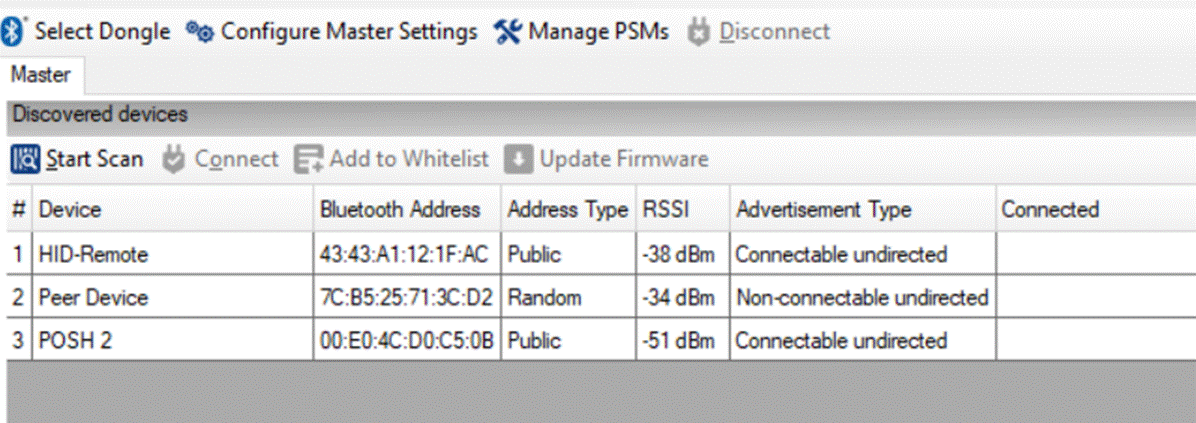 Select Dongle Configure Master Settings Manage PSMs Disconnect
Master
Discovered devices
Start Scan Connect Add to Whitelist Update Firmware
# Device Bluetooth Address Address Type RSSI Advertisement Type Connected
1 HID-Remote 43:43:A1:12:1F:AC Public -38 dBm Connectable undirected
2 Peer Device 7C:B5:25:71:3C:D2 Random -34 dBm Non-connectable undirected
3 POSH 2 00:E0:4C:D0:C5:0B Public -51 dBm Connectable undirected